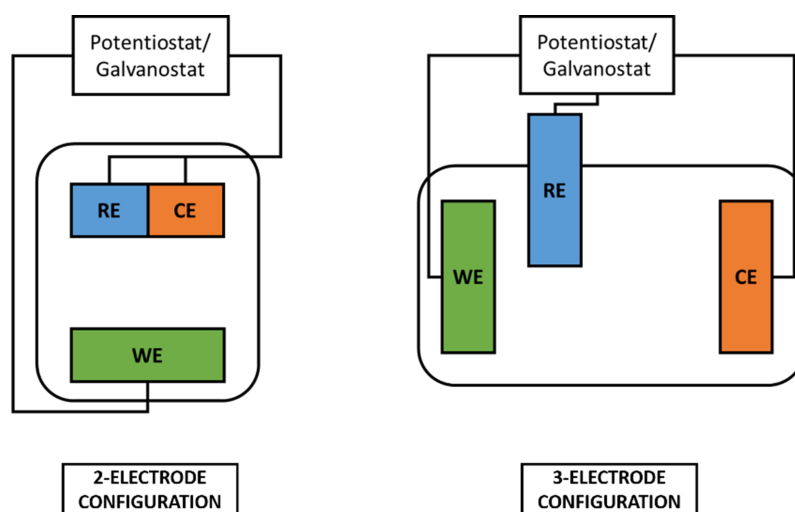 Potentiostat/
Galvanostat
RE
CE
WE
2-ELECTRODE
CONFIGURATION
Potentiostat/
Galvanostat
RE
WE
CE
3-ELECTRODE
CONFIGURATION